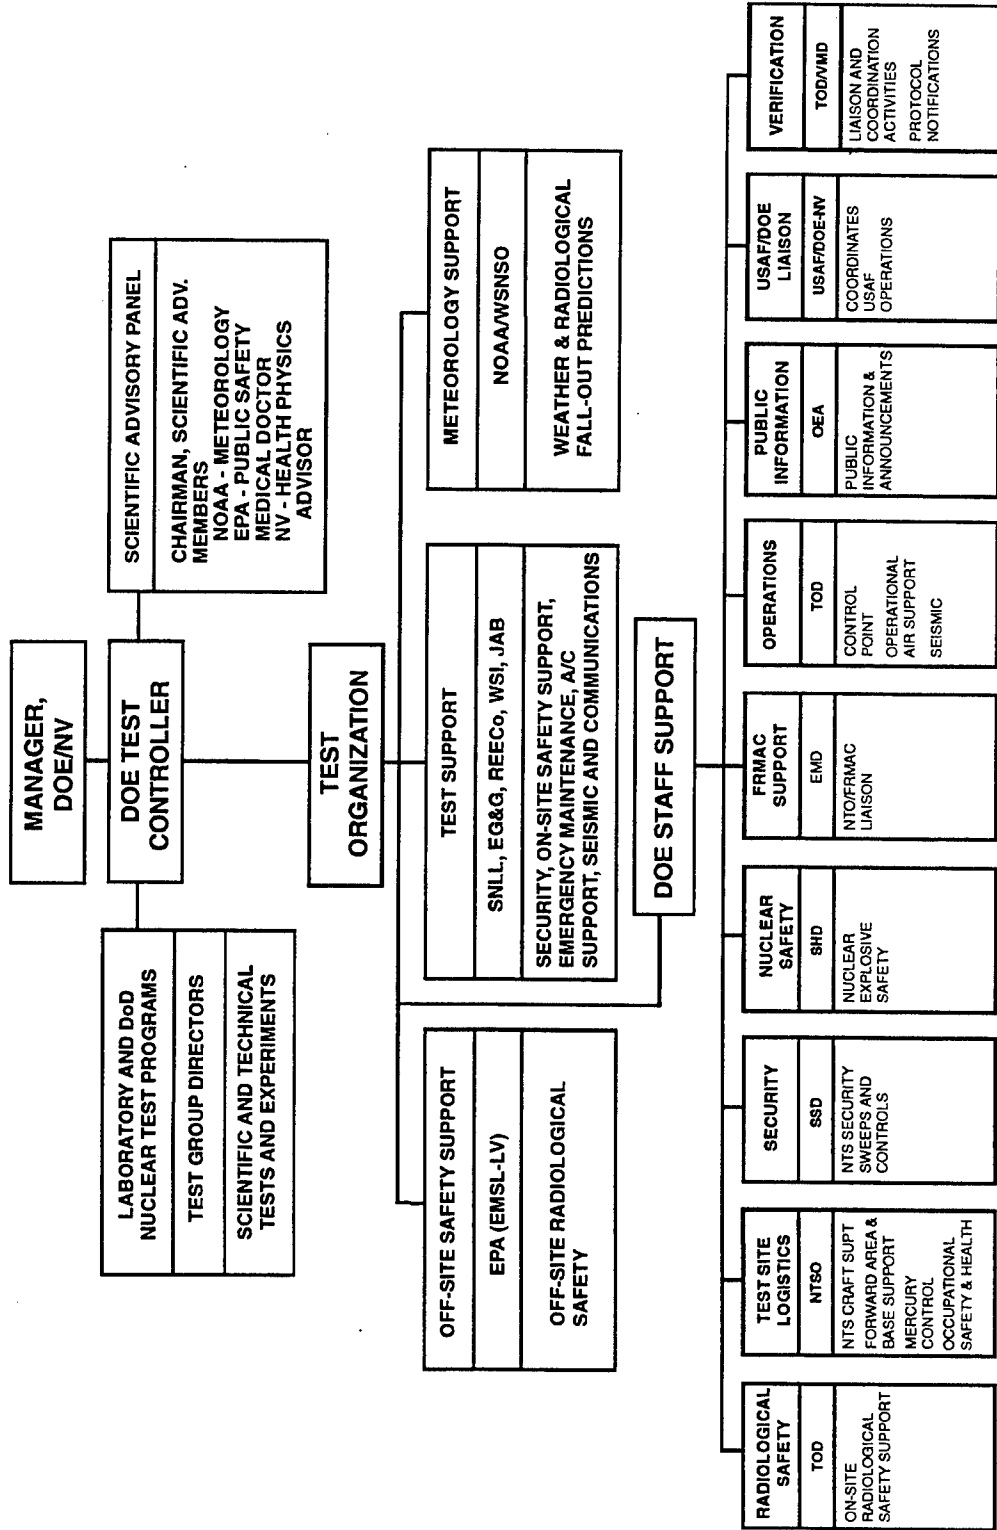 MANAGER,
DOE/NV
DOE TEST
CONTROLLER
LABORATORY AND DoD
NUCLEAR TEST PROGRAMS
TEST GROUP DIRECTORS
SCIENTIFIC AND TECHNICAL
TESTS AND EXPERIMENTS
SCIENTIFIC ADVISORY PANEL
CHAIRMAN, SCIENTIFIC ADV.
MEMBERS
NOAA - METEOROLOGY
EPA - PUBLIC SAFETY
MEDICAL DOCTOR
NV - HEALTH PHYSICS
ADVISOR
TEST
ORGANIZATION
OFF-SITE SAFETY SUPPORT
EPA (EMSL-LV)
OFF-SITE RADIOLOGICAL
SAFETY
TEST SUPPORT
SNLL, EG&G, REECo, WSI, JAB
SECURITY, ON-SITE SAFETY SUPPORT,
EMERGENCY MAINTENANCE, A/C
SUPPORT, SEISMIC AND COMMUNICATIONS
METEOROLOGY SUPPORT
NOAA/WSNSO
WEATHER & RADIOLOGICAL
FALL-OUT PREDICTIONS
DOE STAFF SUPPORT
RADIOLOGICAL
SAFETY
TOD
ON-SITE
RADIOLOGICAL
SAFETY SUPPORT
TEST SITE
LOGISTICS
NTSO
NTS CRAFT SUPT
FORWARD AREA &
BASE SUPPORT
MERCURY
CONTROL
OCCUPATIONAL
SAFETY & HEALTH
SECURITY
SSD
NTS SECURITY
SWEEPS AND
CONTROLS
NUCLEAR
SAFETY
SHD
NUCLEAR
EXPLOSIVE
SAFETY
FRMAC
SUPPORT
EMD
NTO/FRMAC
LIAISON
OPERATIONS
TOD
CONTROL
POINT
OPERATIONAL
AIR SUPPORT
SEISMIC
PUBLIC
INFORMATION
OEA
PUBLIC
INFORMATION &
ANNOUNCEMENTS
USAF/DOE
LIAISON
USAF/DOE-NV
COORDINATES
USAF
OPERATIONS
VERIFICATION
TOD/VMD
LIAISON AND
COORDINATION
ACTIVITIES
PROTOCOL
NOTIFICATIONS